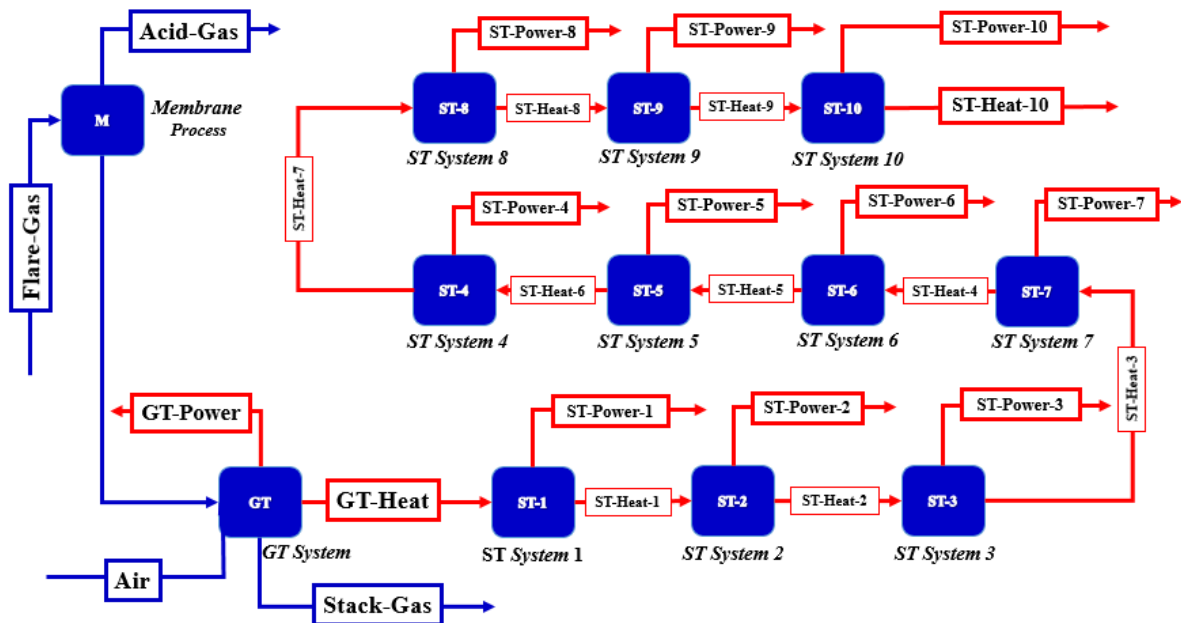 Acid-Gas
M
Membrane
Process
Flare-Gas
ST-Power-8
ST-Power-9
ST-Power-10
ST-8
ST-Heat-8
ST-9
ST-Heat-9
ST-10
ST-Heat-10
ST System 8
ST System 9
ST System 10
ST-Heat-7
ST-Power-4
ST-Power-5
ST-Power-6
ST-Power-7
ST-4
ST-Heat-6
ST-5
ST-Heat-5
ST-6
ST-Heat-4
ST-7
ST System 4
ST System 5
ST System 6
ST System 7
ST-Heat-3
GT-Power
ST-Power-1
ST-Power-2
ST-Power-3
GT
GT-Heat
ST-1
ST-Heat-1
ST-2
ST-Heat-2
ST-3
GT System
ST System 1
ST System 2
ST System 3
Air
Stack-Gas